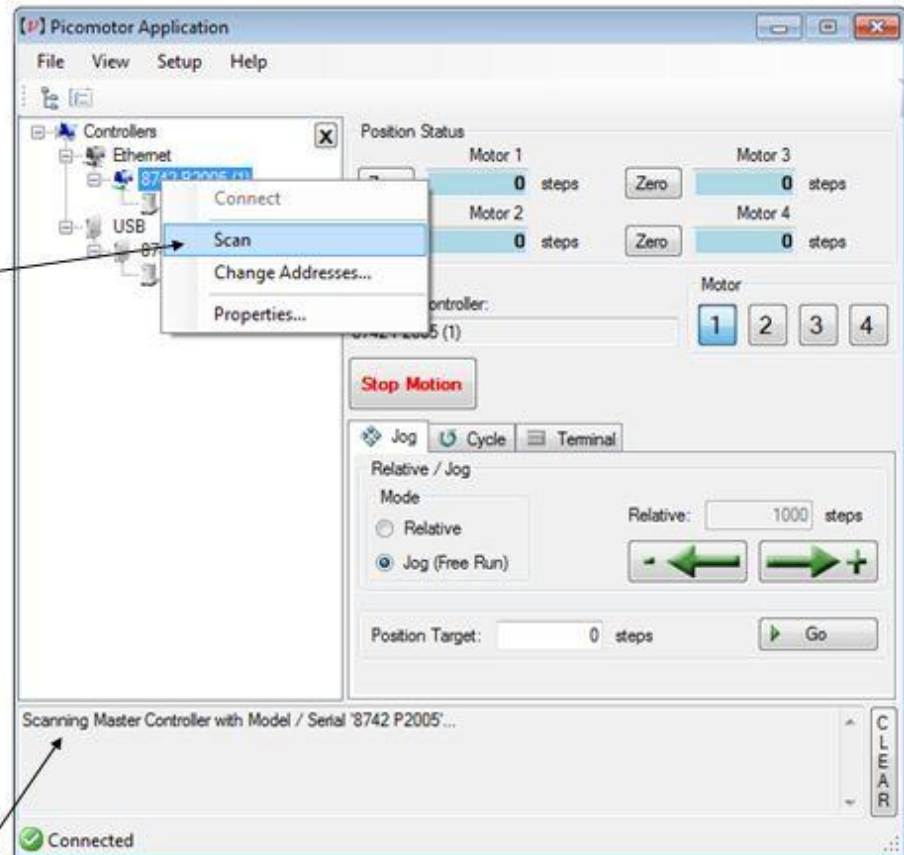 [ν] Picomotor Application
File View Setup Help
Controllers
Ethernet
8742 P2005 (1)
USB
Connect
Scan
Change Addresses...
Properties...
Position Status
Motor 1 Motor 3
0 steps Zero 0 steps
Motor 2 Motor 4
0 steps Zero 0 steps
Motor
1 2 3 4
Stop Motion
Jog Cycle Terminal
Relative / Jog
Mode
Relative
Jog (Free Run)
Relative: 1000 steps
- +
Position Target: 0 steps Go
Scanning Master Controller with Model / Serial '8742 P2005'...
CLEAR
Connected